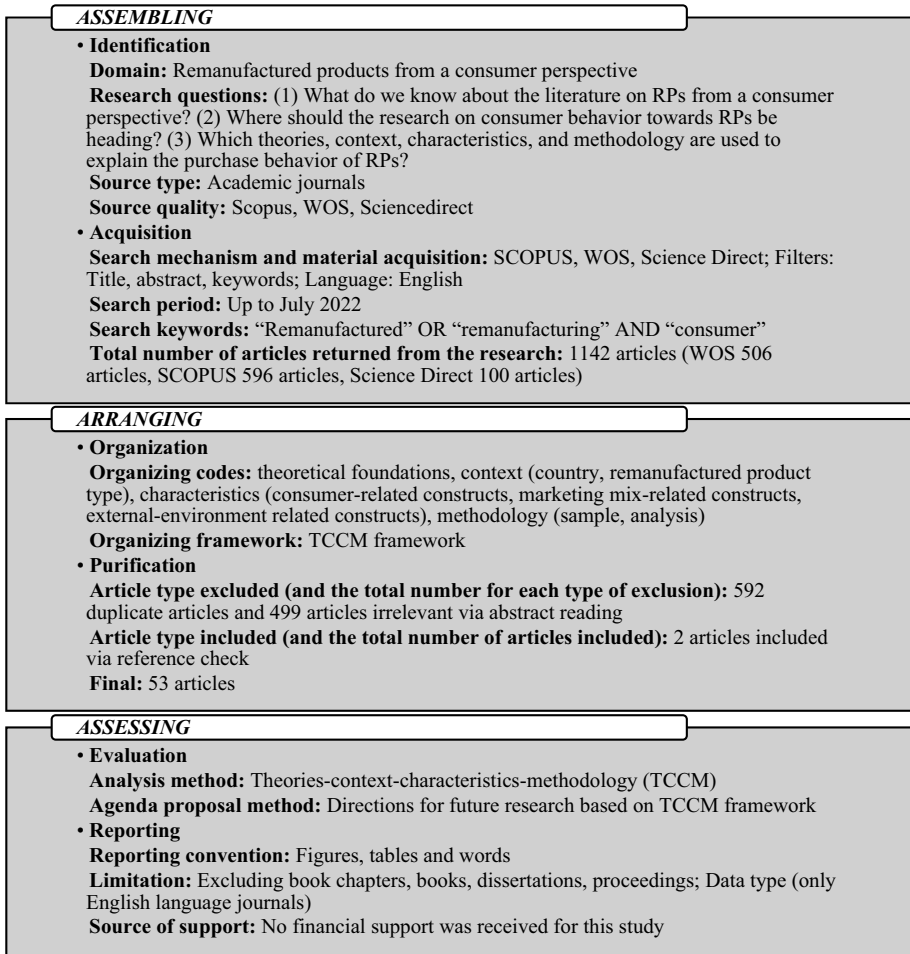 ASSEMBLING
• Identification
Domain: Remanufactured products from a consumer perspective
Research questions: (1) What do we know about the literature on RPs from a consumer
perspective? (2) Where should the research on consumer behavior towards RPs be
heading? (3) Which theories, context, characteristics, and methodology are used to
explain the purchase behavior of RPs?
Source type: Academic journals
Source quality: Scopus, WOS, Sciencedirect
• Acquisition
Search mechanism and material acquisition: SCOPUS, WOS, Science Direct; Filters:
Title, abstract, keywords; Language: English
Search period: Up to July 2022
Search keywords: “Remanufactured” OR “remanufacturing” AND “consumer”
Total number of articles returned from the research: 1142 articles (WOS 506
articles, SCOPUS 596 articles, Science Direct 100 articles)
ARRANGING
• Organization
Organizing codes: theoretical foundations, context (country, remanufactured product
type), characteristics (consumer-related constructs, marketing mix-related constructs,
external-environment related constructs), methodology (sample, analysis)
Organizing framework: TCCM framework
• Purification
Article type excluded (and the total number for each type of exclusion): 592
duplicate articles and 499 articles irrelevant via abstract reading
Article type included (and the total number of articles included): 2 articles included
via reference check
Final: 53 articles
ASSESSING
• Evaluation
Analysis method: Theories-context-characteristics-methodology (TCCM)
Agenda proposal method: Directions for future research based on TCCM framework
• Reporting
Reporting convention: Figures, tables and words
Limitation: Excluding book chapters, books, dissertations, proceedings; Data type (only
English language journals)
Source of support: No financial support was received for this study